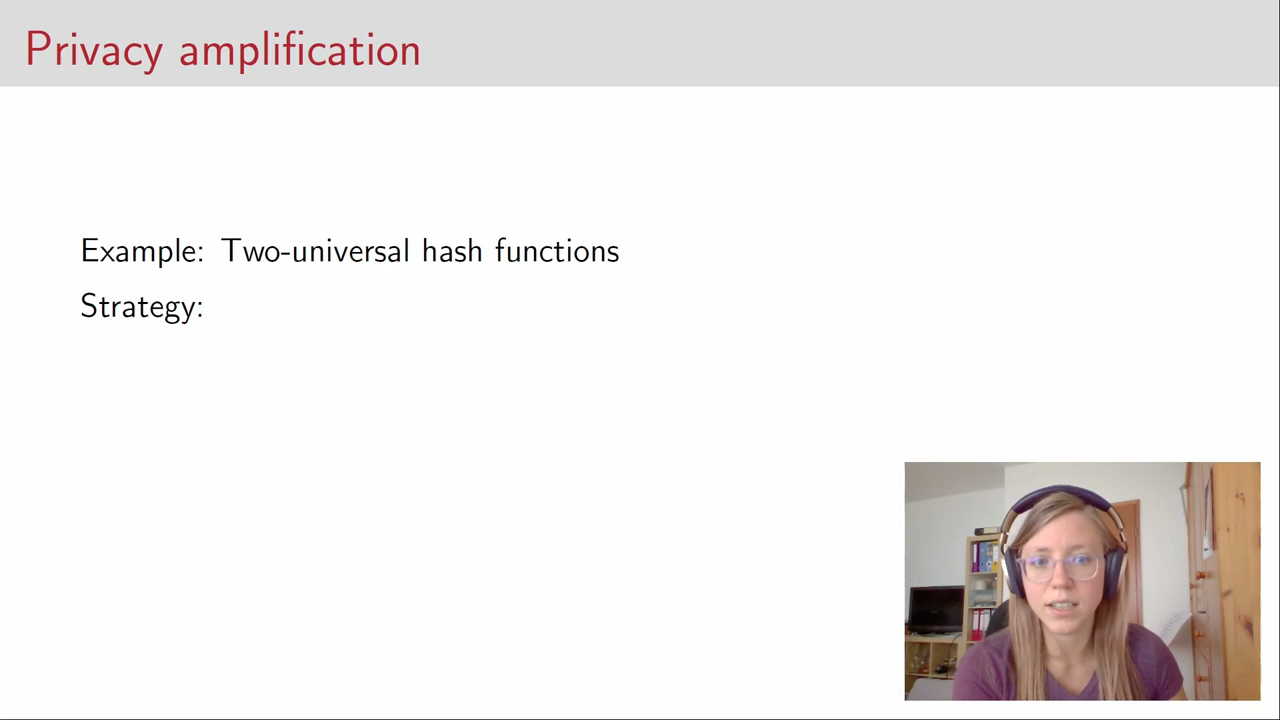 Privacy amplification
Example: Two-universal hash functions
Strategy: